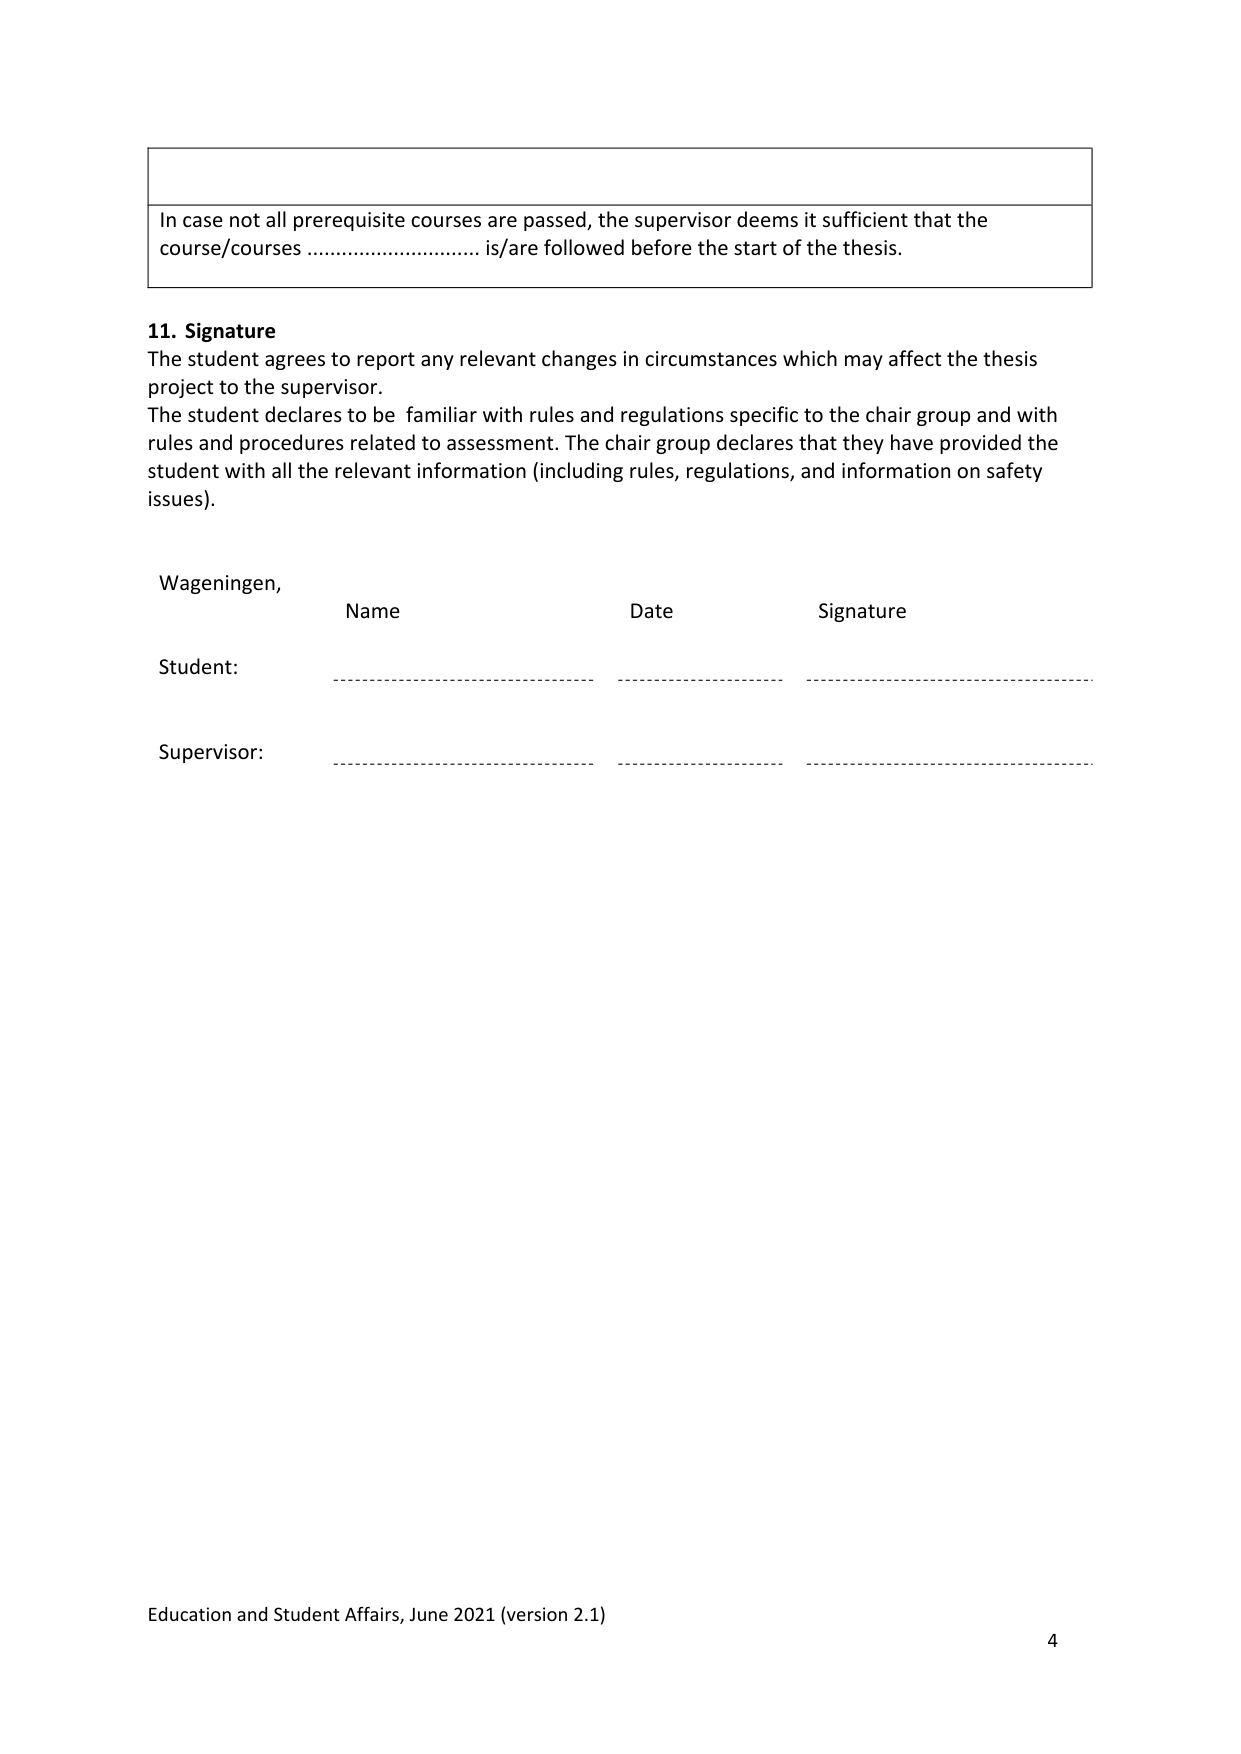 In case not all prerequisite courses are passed, the supervisor deems it sufficient that the
course/courses .............................. is/are followed before the start of the thesis.
11. Signature
The student agrees to report any relevant changes in circumstances which may affect the thesis
project to the supervisor.
The student declares to be  familiar with rules and regulations specific to the chair group and with
rules and procedures related to assessment. The chair group declares that they have provided the
student with all the relevant information (including rules, regulations, and information on safety
issues).
Wageningen,
Name Date Signature
Student:
Supervisor:
Education and Student Affairs, June 2021 (version 2.1)
4